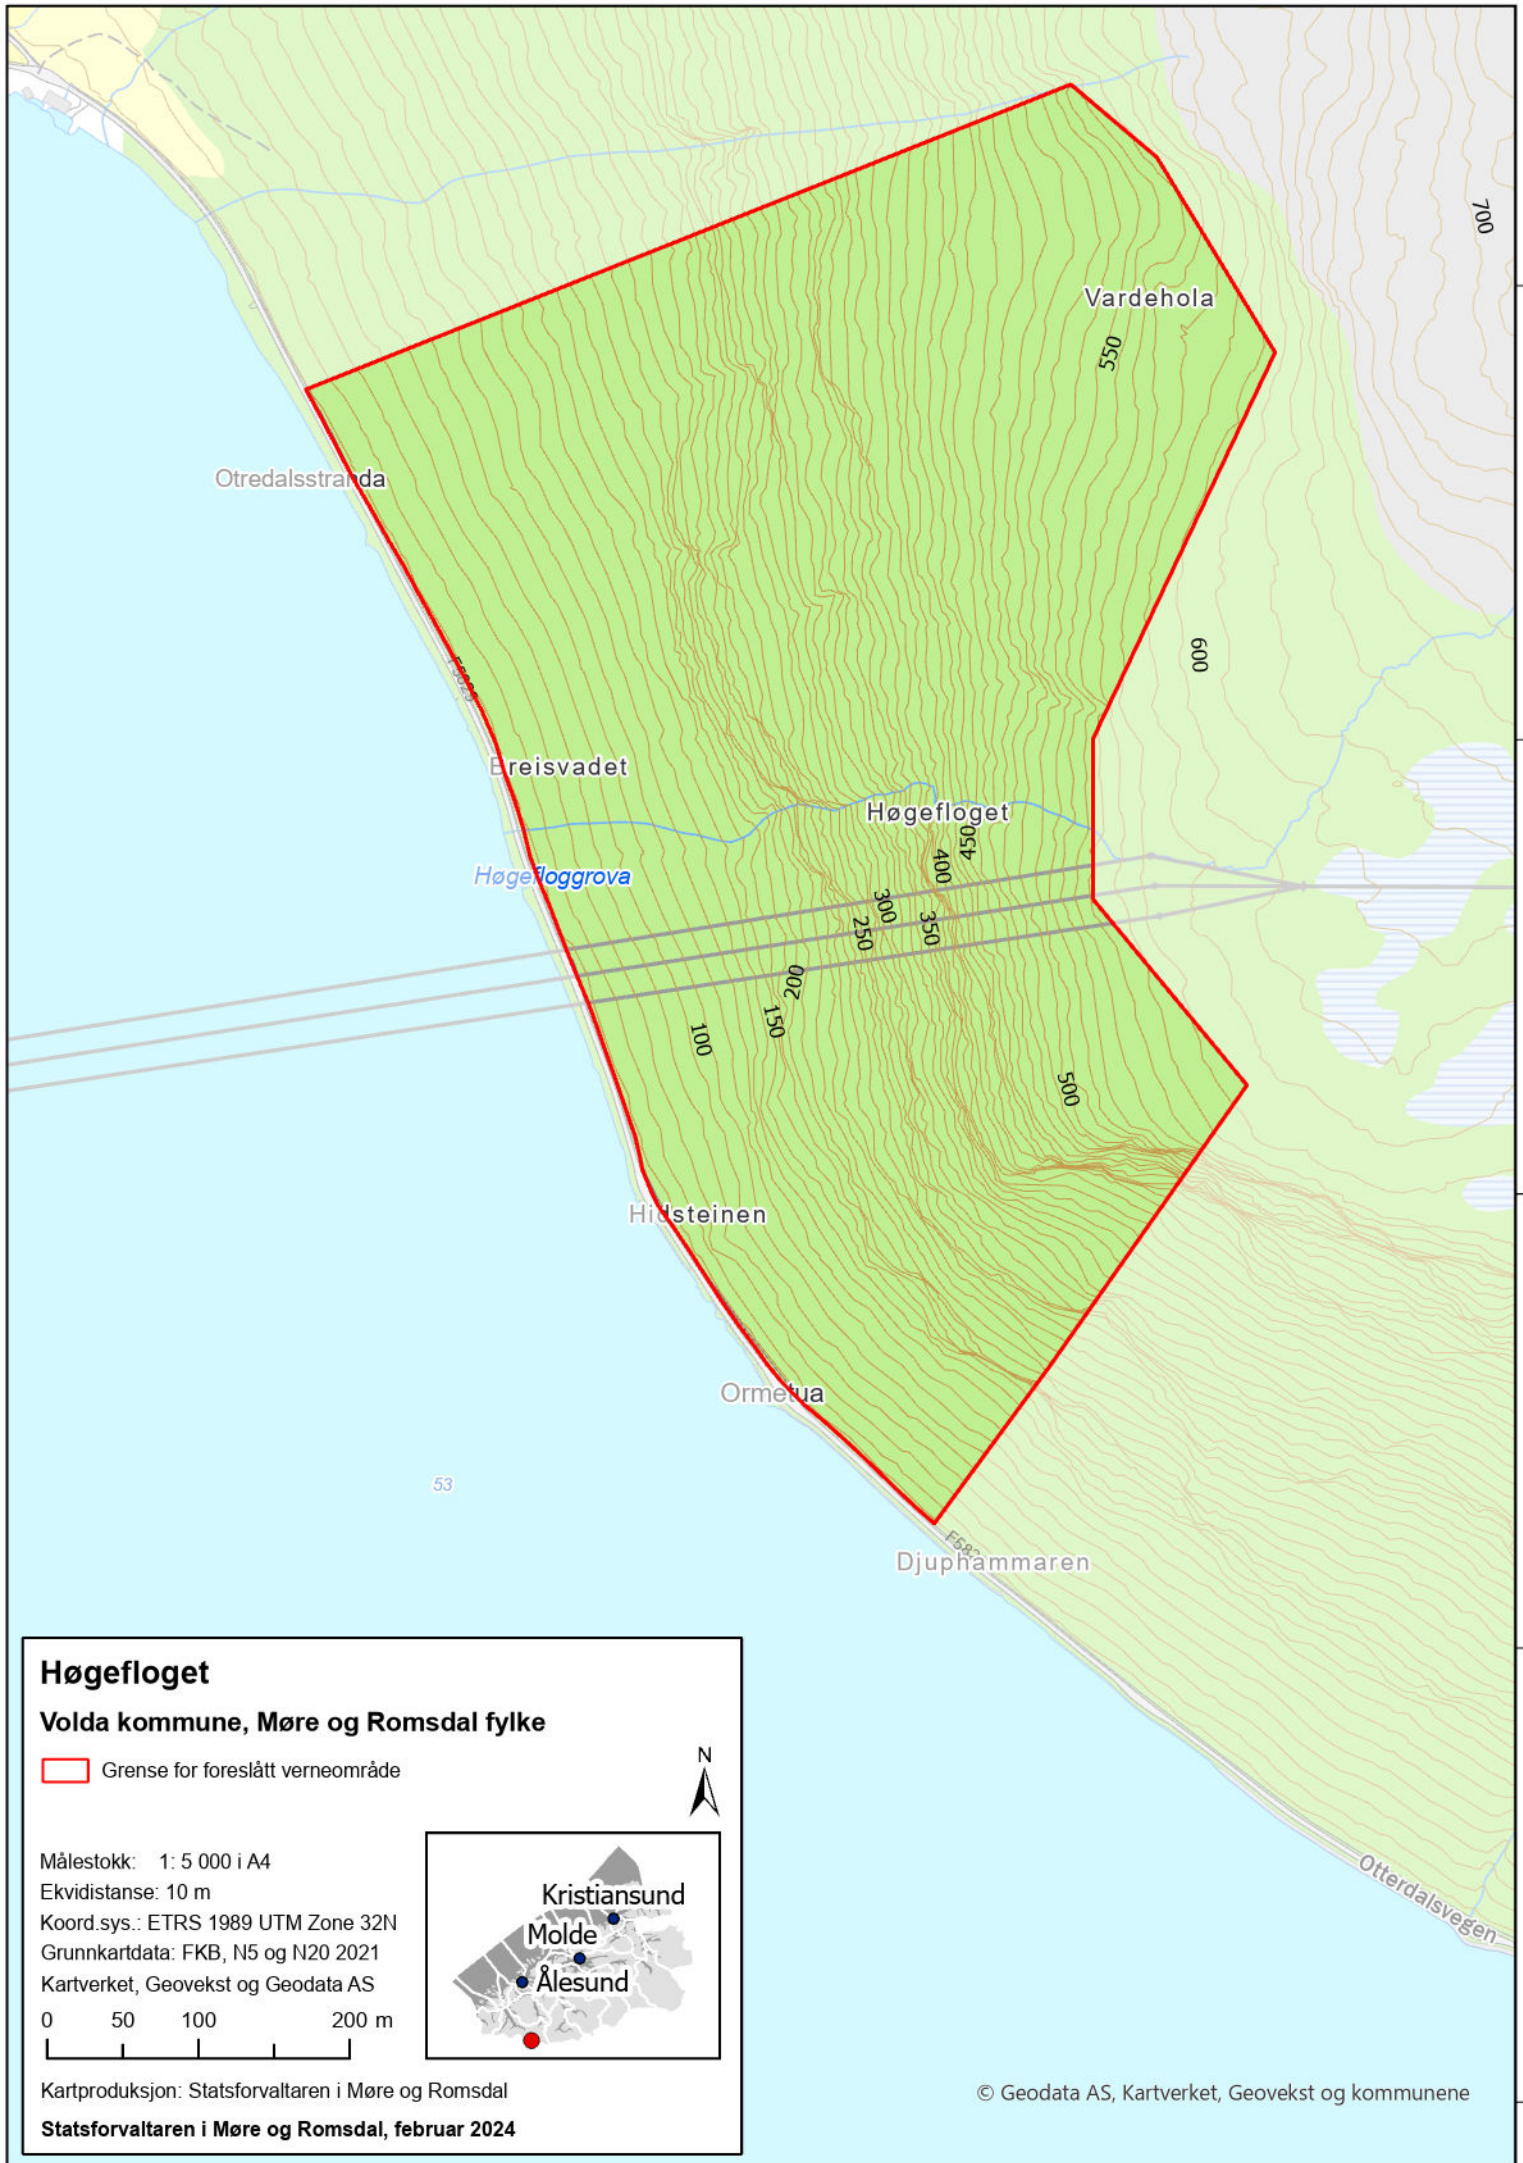 700
Vardehola
550
Otredalsstranda
600
Breisvadet
Høgefloget
450
400
Høgefloggrova
300
350
250
200
150
100
500
Hidsteinen
Ormetua
53
Djuphammaren
Otterdalsvegen
Høgefloget
Volda kommune, Møre og Romsdal fylke
Grense for foreslått verneområde
N
Målestokk: 1: 5 000 i A4
Ekvidistanse: 10 m
Koord.sys.: ETRS 1989 UTM Zone 32N
Grunnkartdata: FKB, N5 og N20 2021
Kartverket, Geovekst og Geodata AS
0 50 100 200 m
Kristiansund
Molde
Ålesund
Kartproduksjon: Statsforvaltaren i Møre og Romsdal
Statsforvaltaren i Møre og Romsdal, februar 2024
© Geodata AS, Kartverket, Geovekst og kommunene